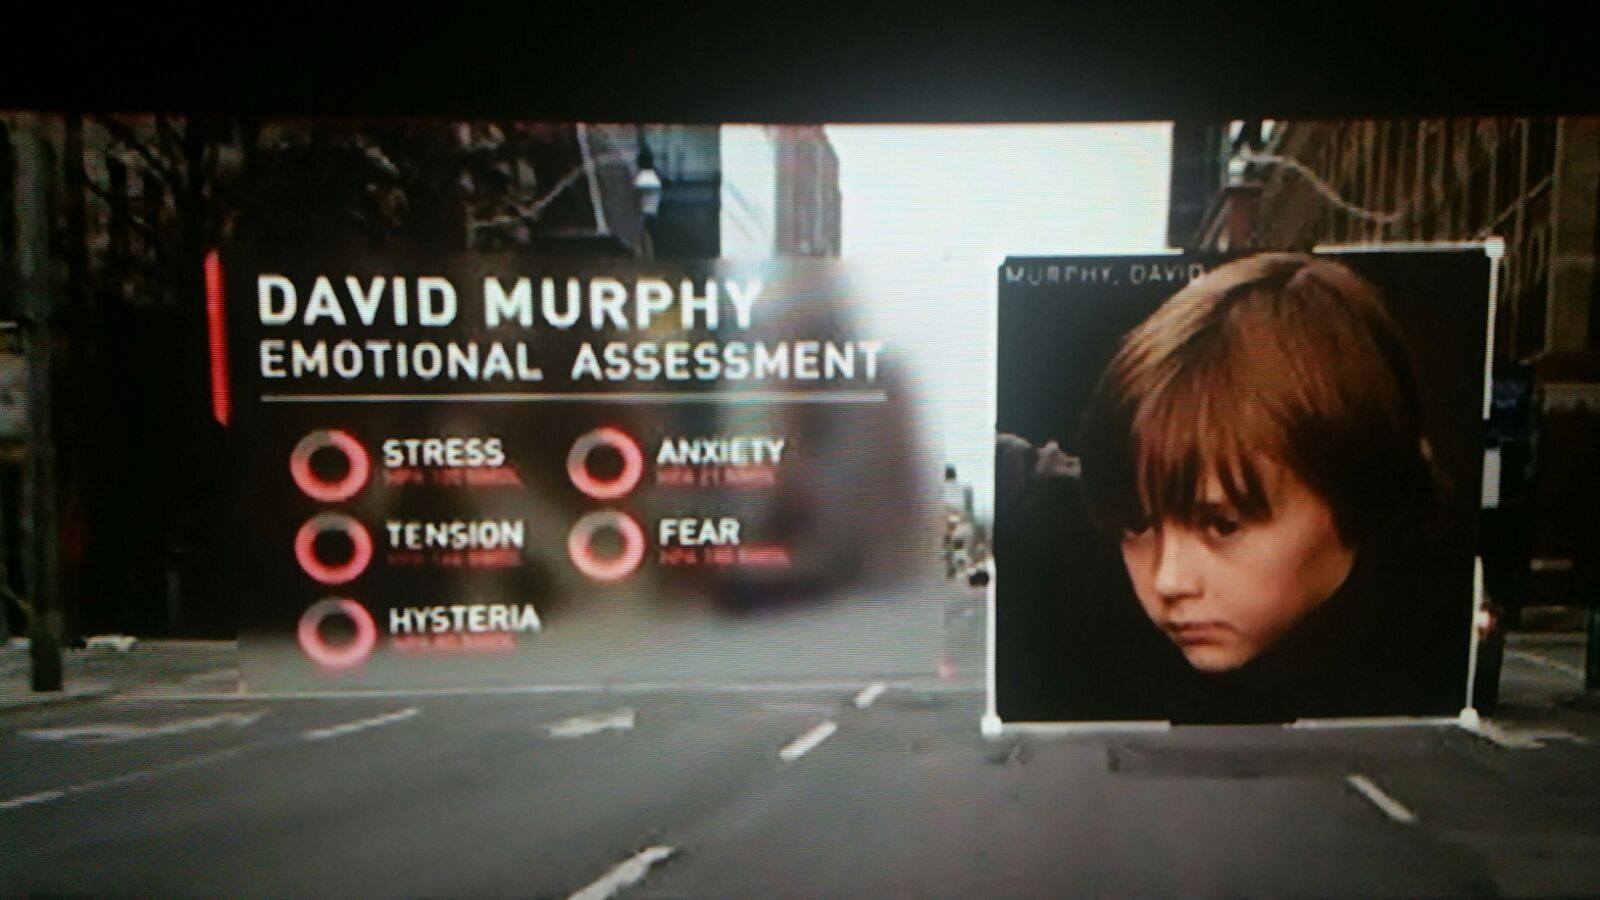 DAVID MURPHY
EMOTIONAL ASSESSMENT
STRESS
ANXIETY
TENSION
FEAR
HYSTERIA
MURPHY, DAVID